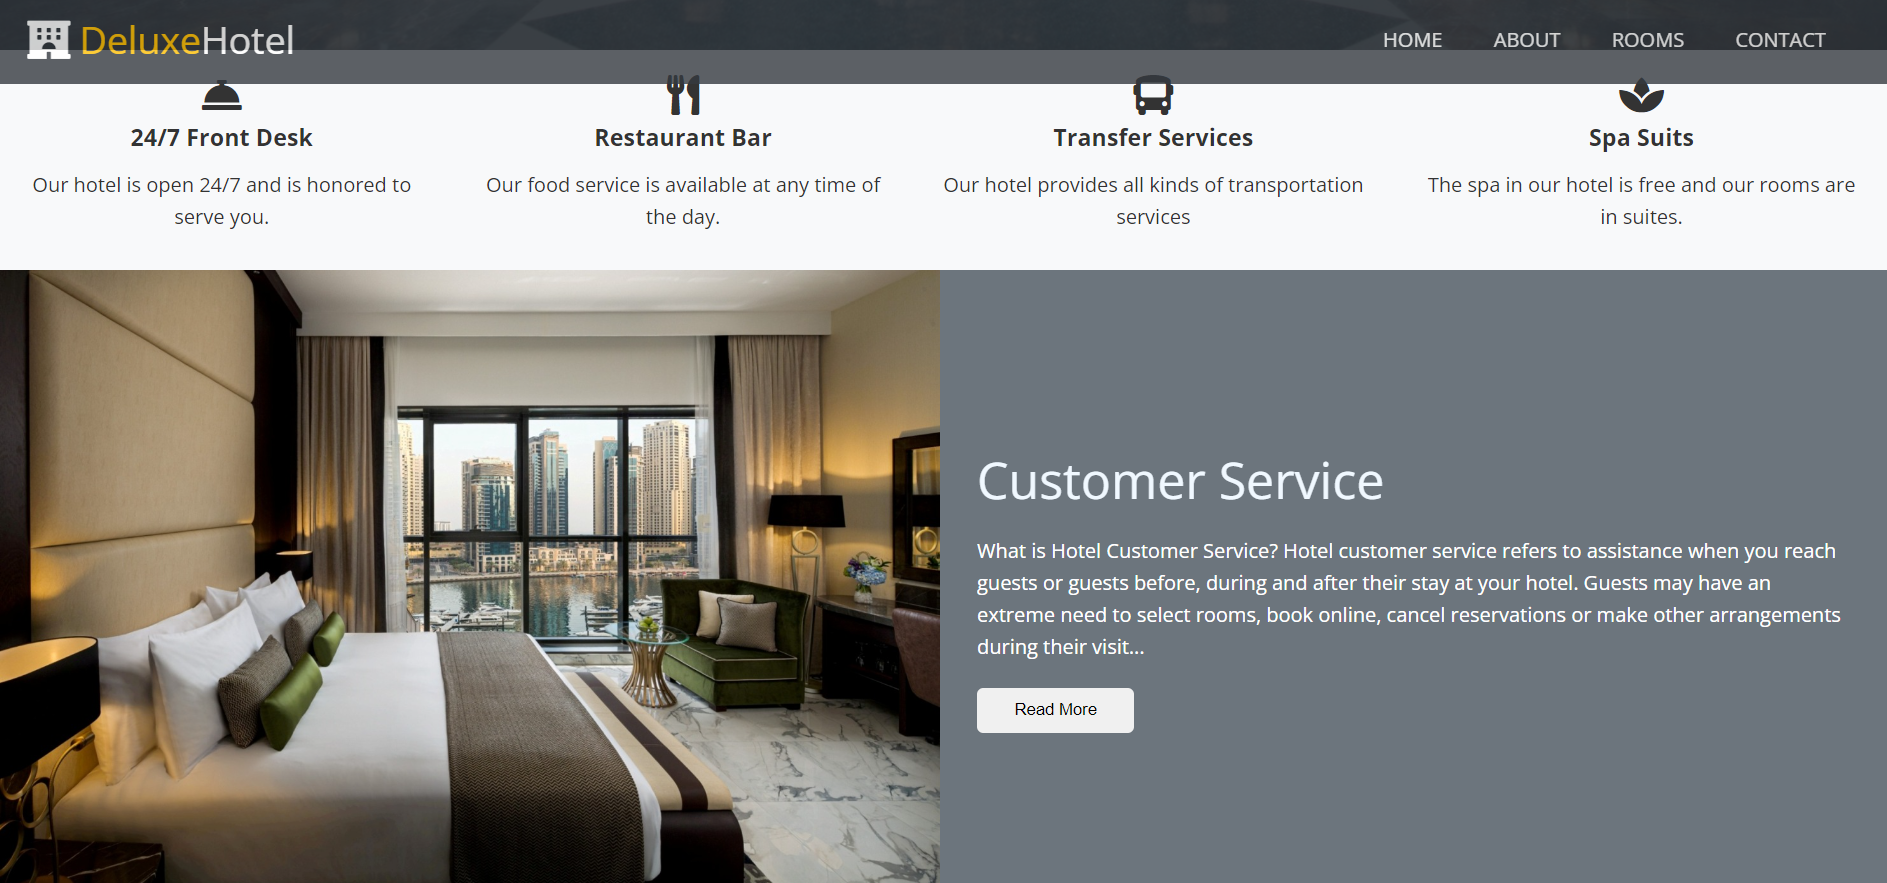 DeluxeHotel
HOME ABOUT ROOMS CONTACT
24/7 Front Desk
Our hotel is open 24/7 and is honored to
serve you.
Restaurant Bar
Our food service is available at any time of
the day.
Transfer Services
Our hotel provides all kinds of transportation
services
Spa Suits
The spa in our hotel is free and our rooms are
in suites.
Customer Service
What is Hotel Customer Service? Hotel customer service refers to assistance when you reach
guests or guests before, during and after their stay at your hotel. Guests may have an
extreme need to select rooms, book online, cancel reservations or make other arrangements
during their visit...
Read More